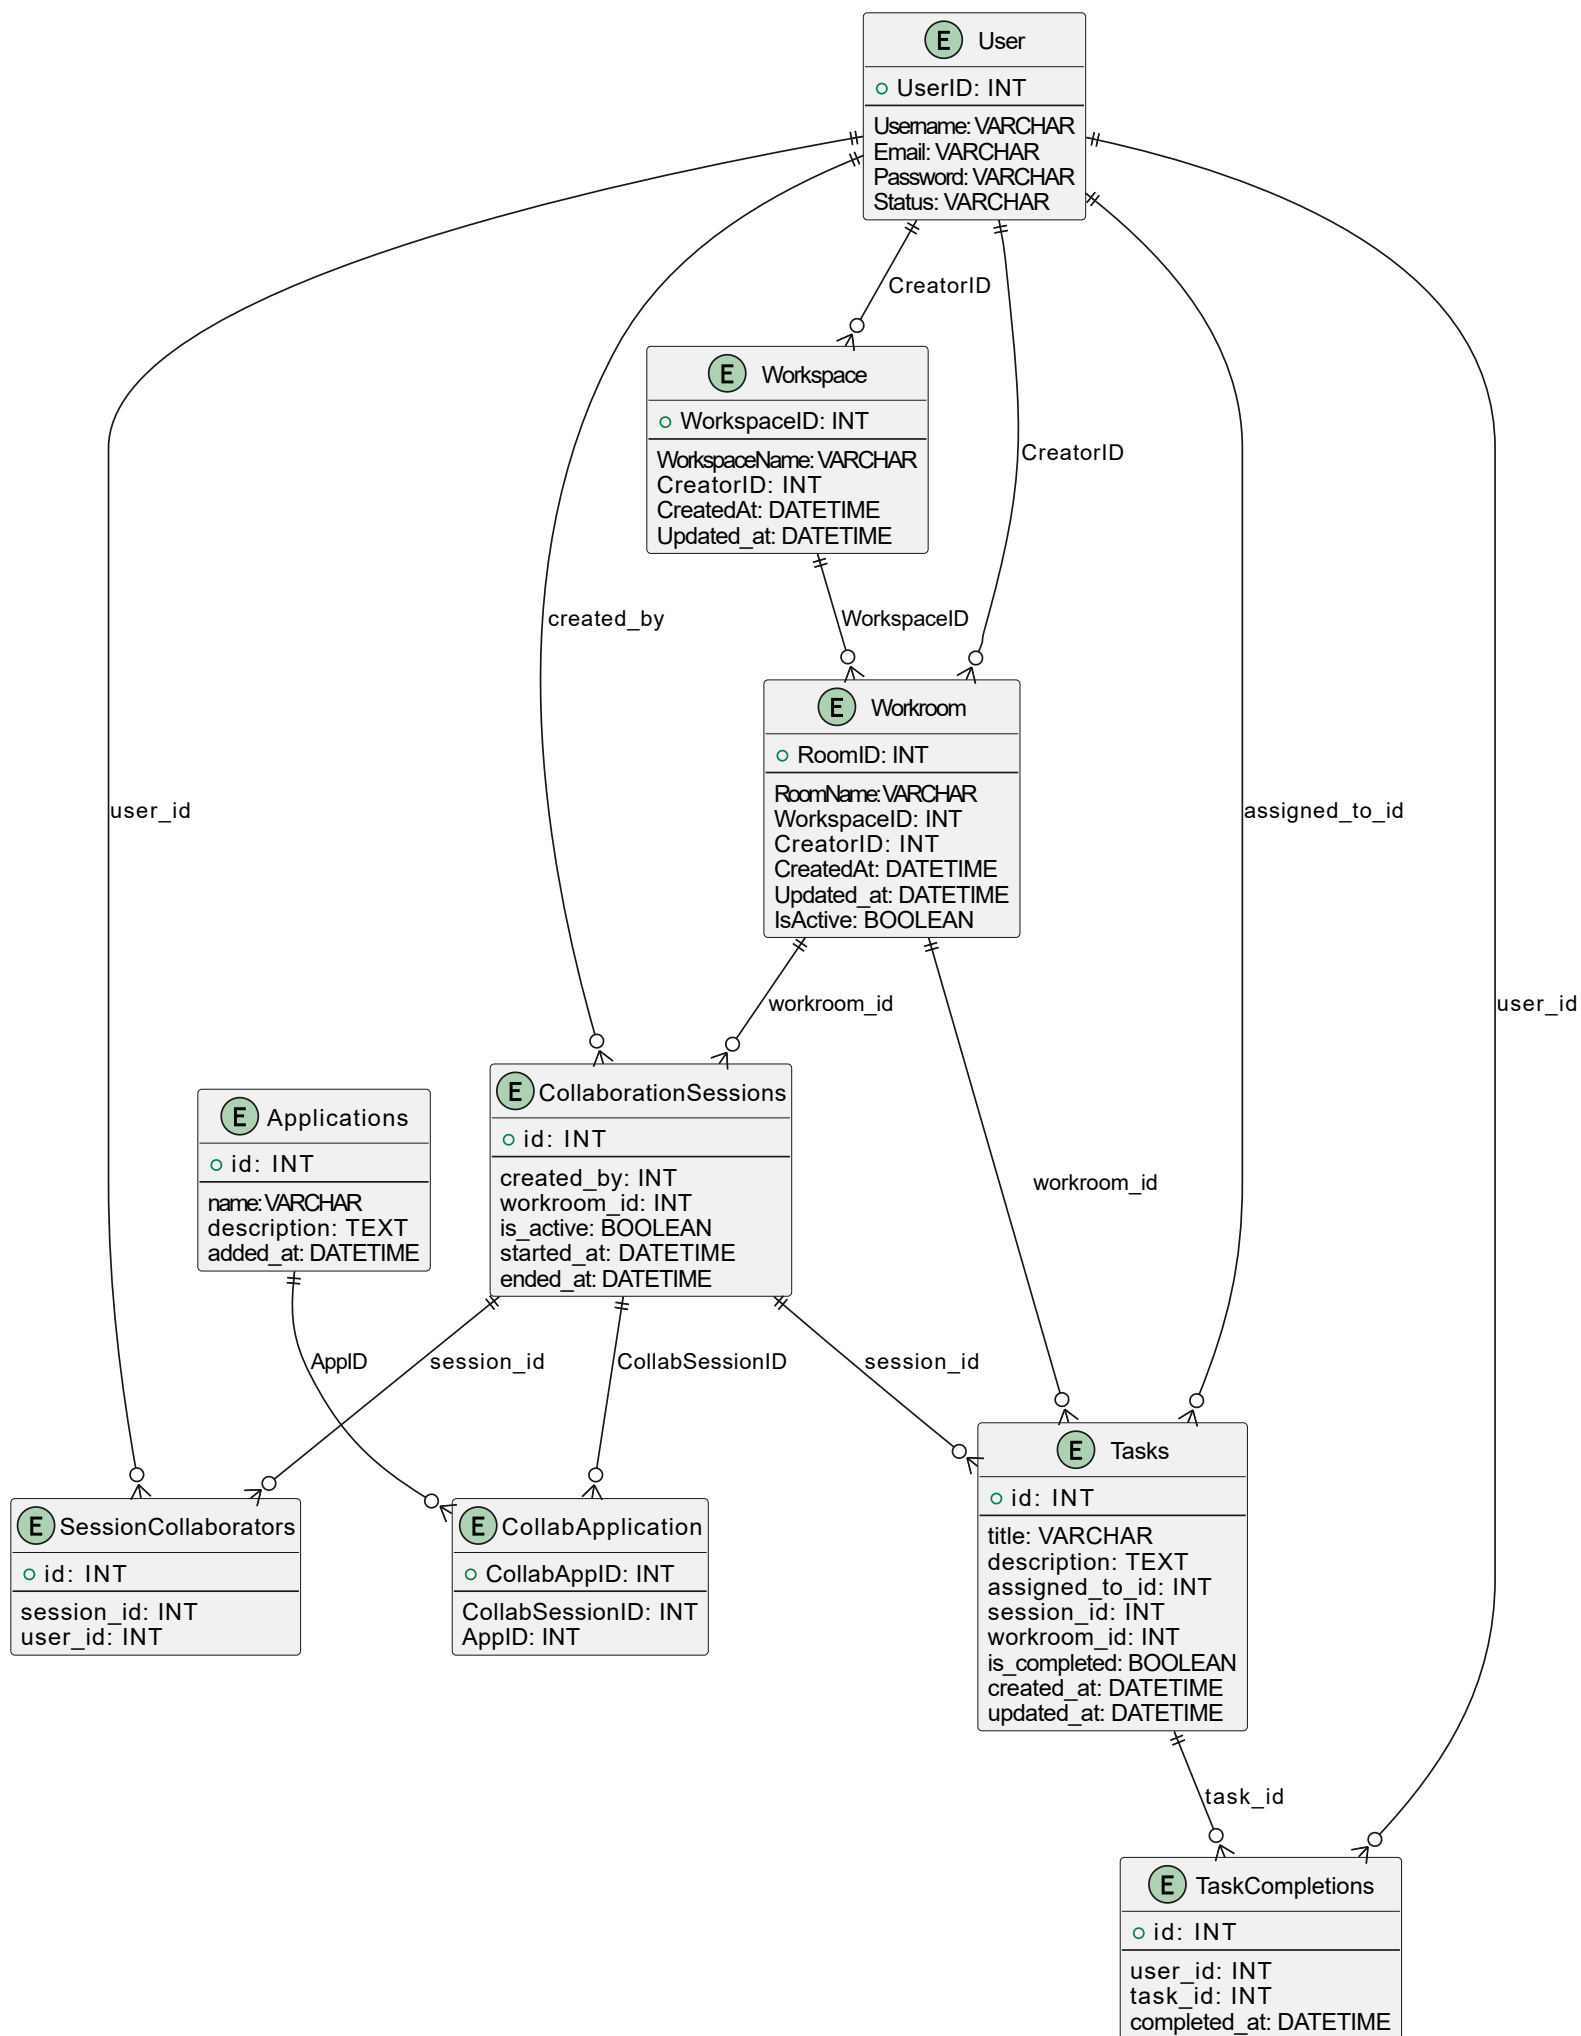 E User
UserID: INT
Username: VARCHAR
Email: VARCHAR
Password: VARCHAR
Status: VARCHAR
CreatorID
E Workspace
WorkspaceID: INT
WorkspaceName: VARCHAR
CreatorID: INT
CreatedAt: DATETIME
Updated_at: DATETIME
CreatorID
created_by
WorkspaceID
E Workroom
RoomID: INT
RoomName: VARCHAR
WorkspaceID: INT
CreatorID: INT
CreatedAt: DATETIME
Updated_at: DATETIME
IsActive: BOOLEAN
user_id
assigned_to_id
workroom_id
user_id
E Applications
id: INT
name: VARCHAR
description: TEXT
added_at: DATETIME
E CollaborationSessions
id: INT
created_by: INT
workroom_id: INT
is_active: BOOLEAN
started_at: DATETIME
ended_at: DATETIME
workroom_id
AppID
session_id
CollabSessionID
session_id
E SessionCollaborators
id: INT
session_id: INT
user_id: INT
E CollabApplication
CollabAppID: INT
CollabSessionID: INT
AppID: INT
E Tasks
id: INT
title: VARCHAR
description: TEXT
assigned_to_id: INT
session_id: INT
workroom_id: INT
is_completed: BOOLEAN
created_at: DATETIME
updated_at: DATETIME
task_id
E TaskCompletions
id: INT
user_id: INT
task_id: INT
completed_at: DATETIME